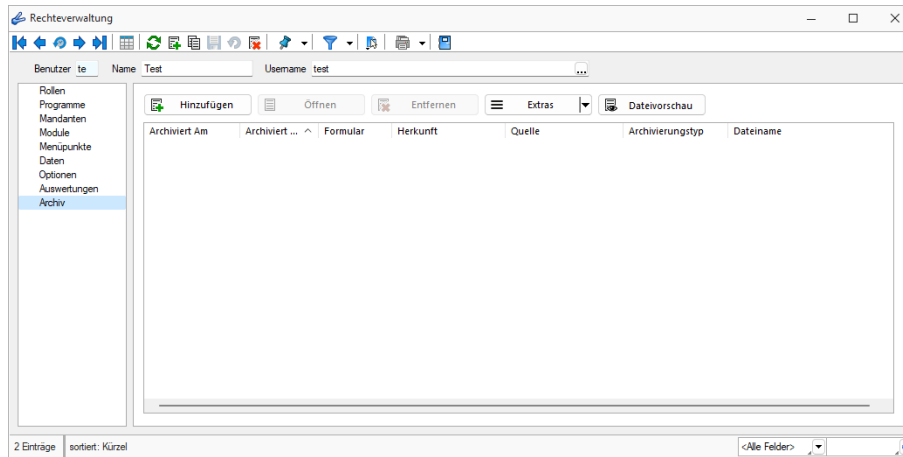 Rechteverwaltung
Benutzer te Name Test Username test ...
Rollen
Programme
Mandanten
Module
Menüpunkte
Daten
Optionen
Auswertungen
Archiv
Hinzufügen Öffnen Entfernen Extras Dateivorschau
Archiviert Am Archiviert ... Formular Herkunft Quelle Archivierungstyp Dateiname
2 Einträge sortiert: Kürzel <Alle Felder>